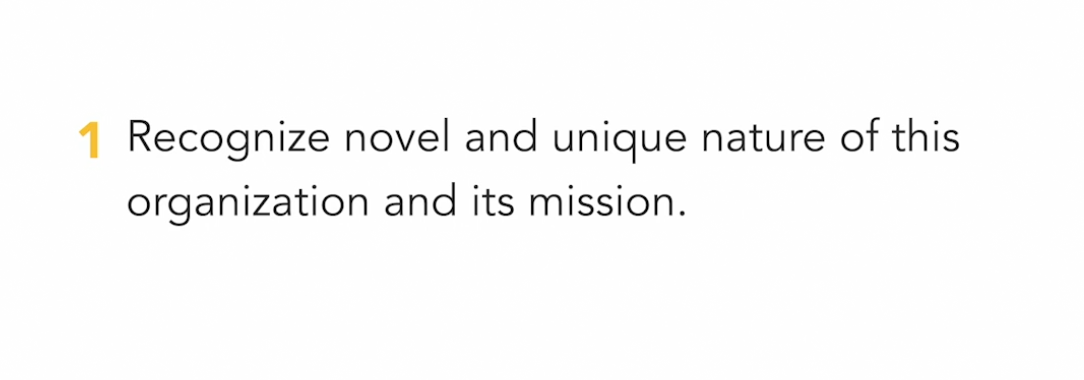 1 Recognize novel and unique nature of this
organization and its mission.